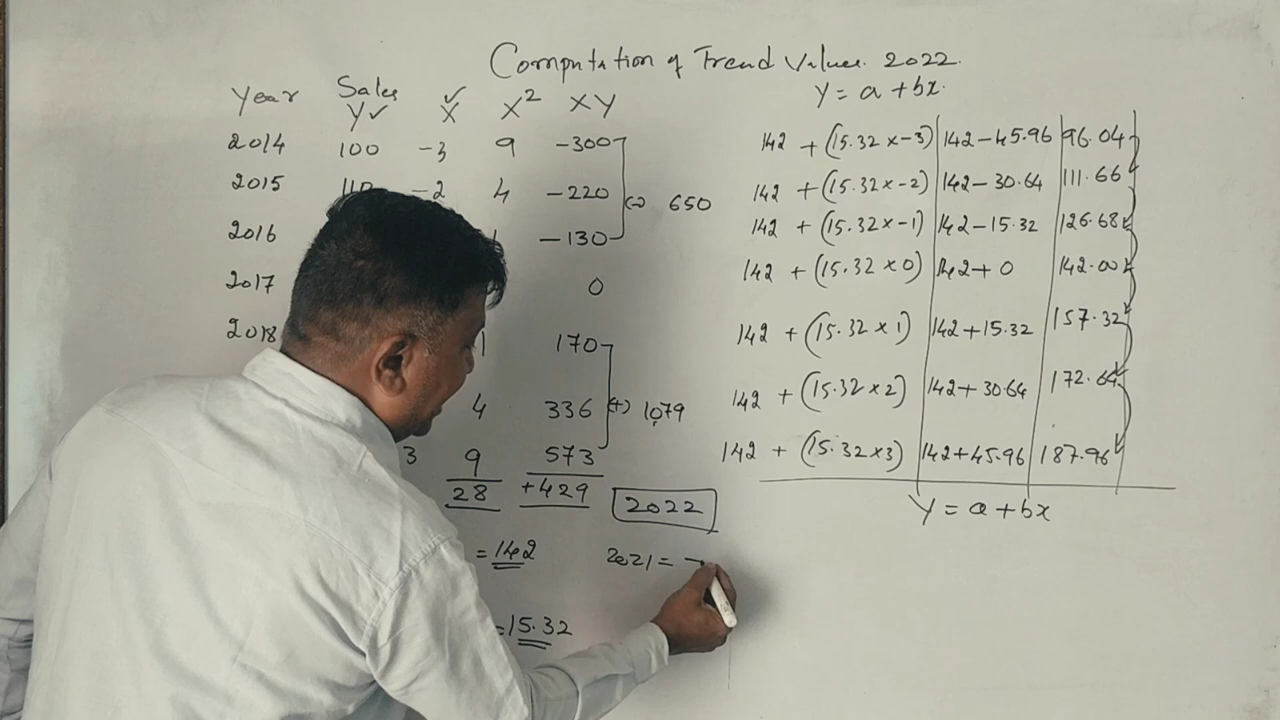 Computation of Trend Values. 2022.
Year Sales Y✓ X✓ X² XY
2014 100 -3 9 -300
2015 110 -2 4 -220 (-) 650
2016 -130
2017 0
2018 1 170
4 336 (+) 1079
3 9 573
28 +429
2022
= 142
2021 =
= 15.32
Y = a + bx.
142 + (15.32 x -3) 142 - 45.96 96.04
142 + (15.32 x -2) 142 - 30.64 111.66
142 + (15.32 x -1) 142 - 15.32 126.68
142 + (15.32 x 0) 142 + 0 142.00
142 + (15.32 x 1) 142 + 15.32 157.32
142 + (15.32 x 2) 142 + 30.64 172.64
142 + (15.32 x 3) 142 + 45.96 187.96
Y = a + bx